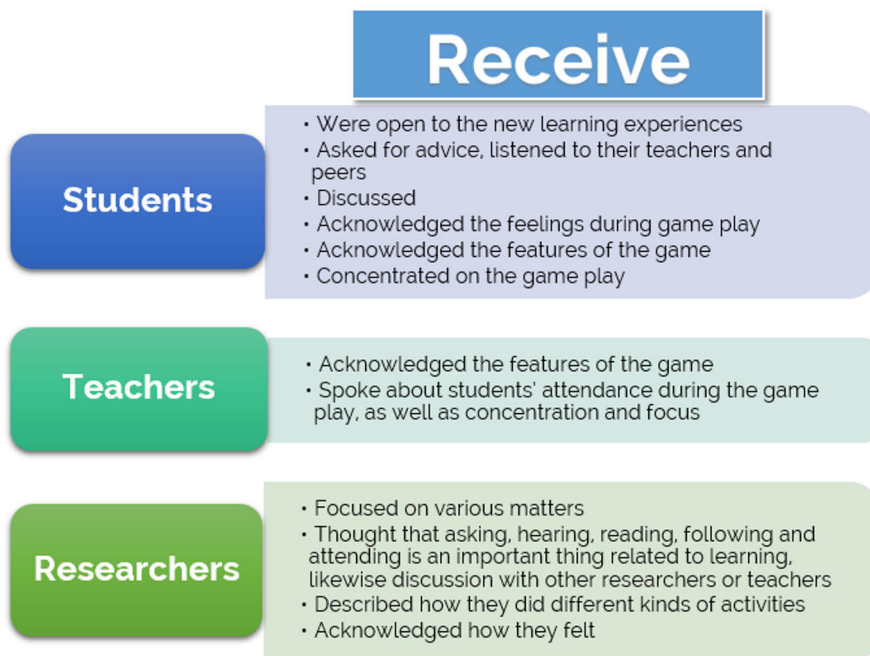 Receive
Students
• Were open to the new learning experiences
• Asked for advice, listened to their teachers and
peers
• Discussed
• Acknowledged the feelings during game play
• Acknowledged the features of the game
• Concentrated on the game play
Teachers
• Acknowledged the features of the game
• Spoke about students' attendance during the game
play, as well as concentration and focus
Researchers
• Focused on various matters
• Thought that asking, hearing, reading, following and
attending is an important thing related to learning,
likewise discussion with other researchers or teachers
• Described how they did different kinds of activities
• Acknowledged how they felt